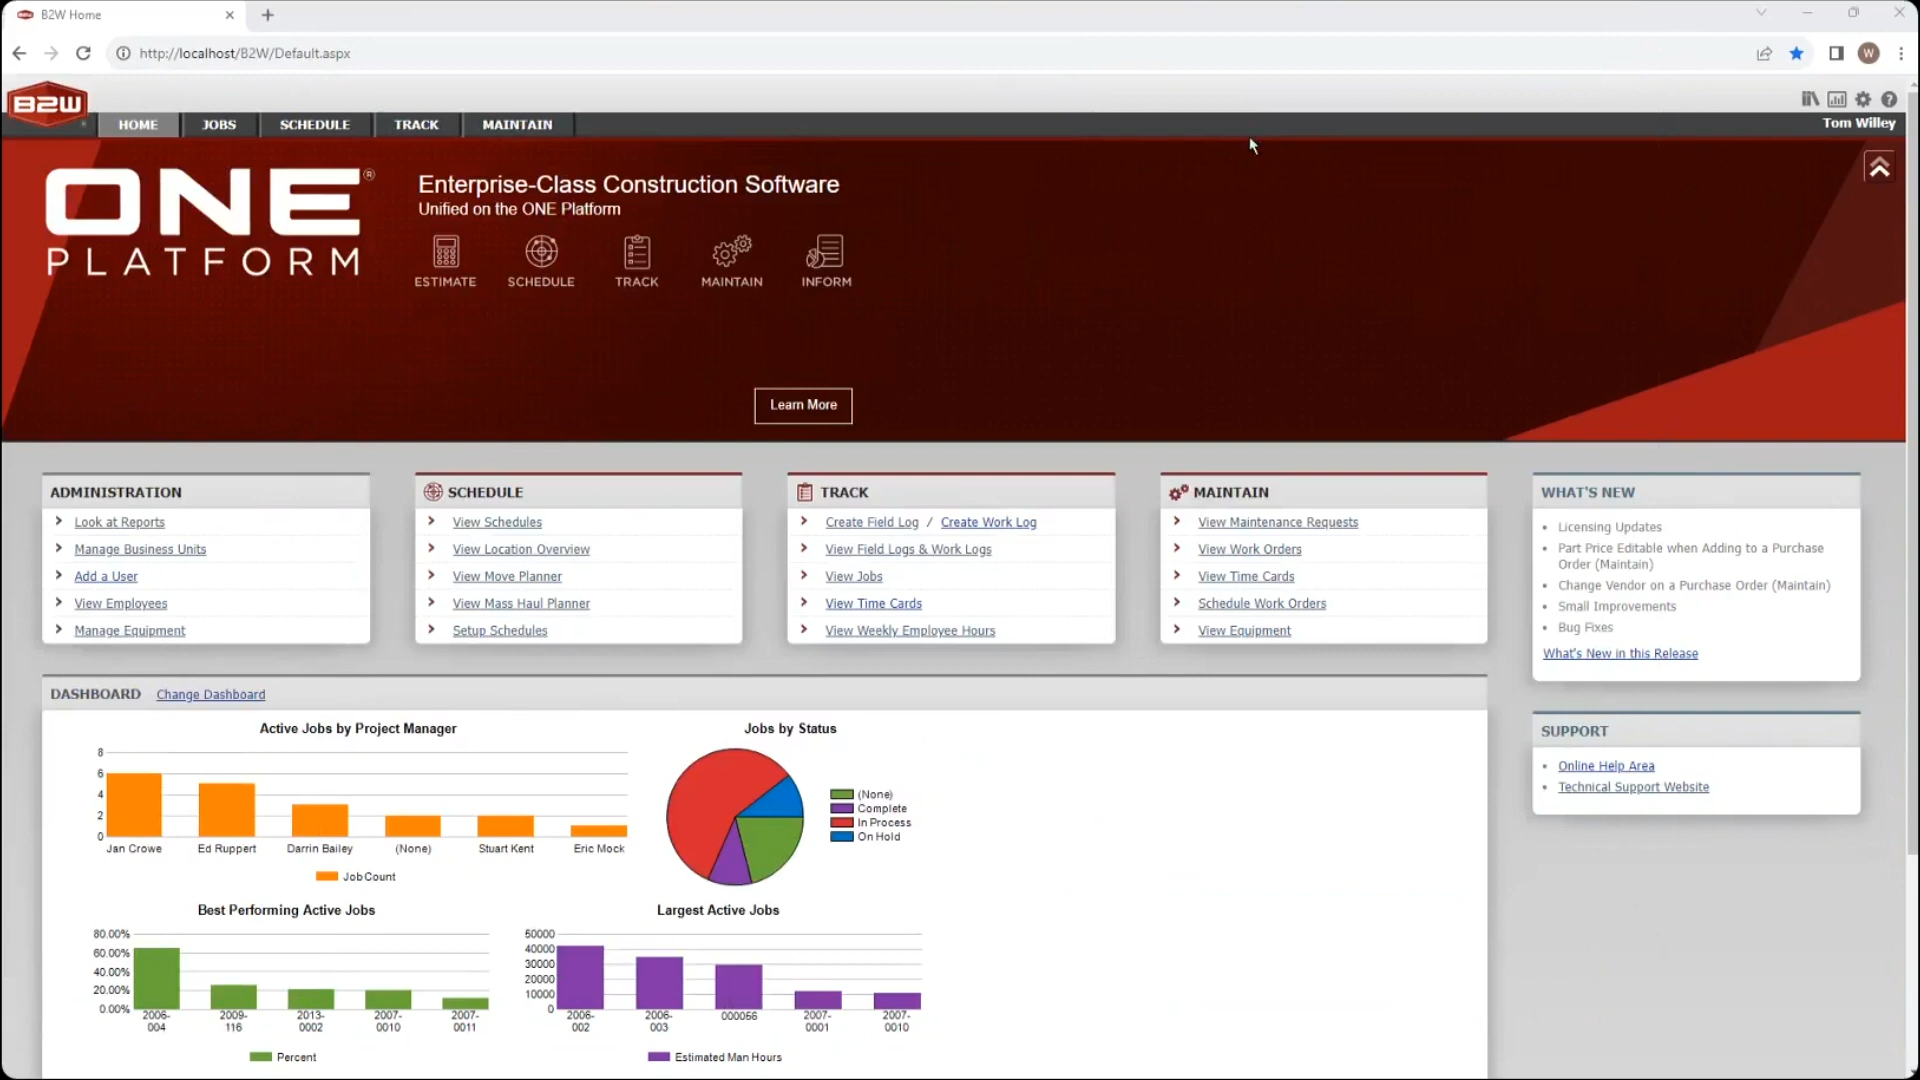 B2W Home
http://localhost/B2W/Default.aspx
W
B2W
HOME
JOBS
SCHEDULE
TRACK
MAINTAIN
Tom Willey
ONE®
PLATFORM
Enterprise-Class Construction Software
Unified on the ONE Platform
ESTIMATE
SCHEDULE
TRACK
MAINTAIN
INFORM
Learn More
ADMINISTRATION
Look at Reports
Manage Business Units
Add a User
View Employees
Manage Equipment
SCHEDULE
View Schedules
View Location Overview
View Move Planner
View Mass Haul Planner
Setup Schedules
TRACK
Create Field Log / Create Work Log
View Field Logs & Work Logs
View Jobs
View Time Cards
View Weekly Employee Hours
MAINTAIN
View Maintenance Requests
View Work Orders
View Time Cards
Schedule Work Orders
View Equipment
WHAT'S NEW
Licensing Updates
Part Price Editable when Adding to a Purchase
Order (Maintain)
Change Vendor on a Purchase Order (Maintain)
Small Improvements
Bug Fixes
What's New in this Release
SUPPORT
Online Help Area
Technical Support Website
DASHBOARD Change Dashboard
Active Jobs by Project Manager
8
6
4
2
0
Jan Crowe
Ed Ruppert
Darrin Bailey
(None)
Stuart Kent
Eric Mock
Job Count
Jobs by Status
(None)
Complete
In Process
On Hold
Best Performing Active Jobs
80.00%
60.00%
40.00%
20.00%
0.00%
2006-
004
2009-
116
2013-
0002
2007-
0010
2007-
0011
Percent
Largest Active Jobs
50000
40000
30000
20000
10000
0
2006-
002
2006-
003
000056
2007-
0001
2007-
0010
Estimated Man Hours